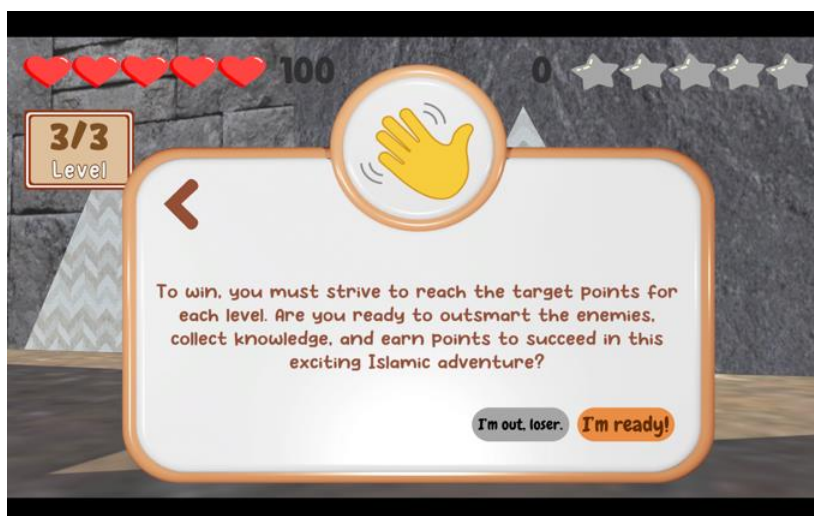 100
0
3/3
Level
To win, you must strive to reach the target points for
each level. Are you ready to outsmart the enemies,
collect knowledge, and earn points to succeed in this
exciting Islamic adventure?
I'm out, loser.
I'm ready!